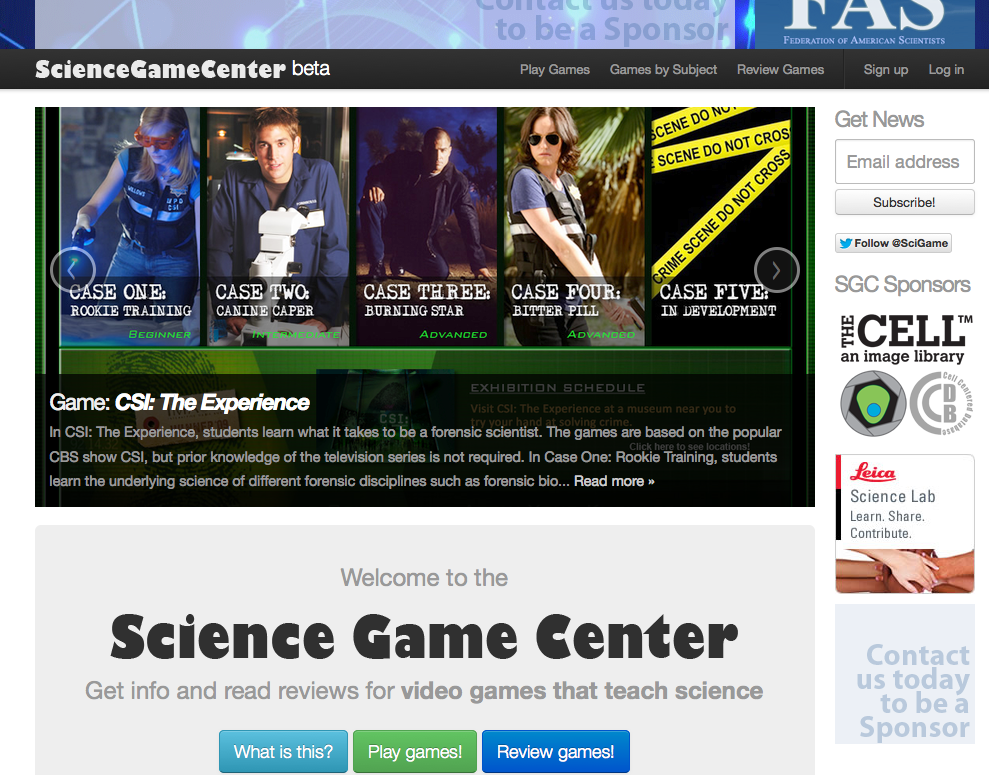 Contact us today
to be a Sponsor
FAS
FEDERATION OF AMERICAN SCIENTISTS
ScienceGameCenter beta
Play Games
Games by Subject
Review Games
Sign up
Log in
CASE ONE:
ROOKIE TRAINING
BEGINNER
CASE TWO:
CANINE CAPER
INTERMEDIATE
CASE THREE:
BURNING STAR
ADVANCED
CASE FOUR:
BITTER PILL
ADVANCED
SCENE DO NOT CROSS
SCENE DO NOT CROS
CRIME SCENE DO NOT CROSS
CASE FIVE:
IN DEVELOPMENT
CSI:
EXHIBITION SCHEDULE
Visit CSI: The Experience at a museum near you to
try your hand at solving crime.
Click here to see locations!
Game: CSI: The Experience
In CSI: The Experience, students learn what it takes to be a forensic scientist. The games are based on the popular
CBS show CSI, but prior knowledge of the television series is not required. In Case One: Rookie Training, students
learn the underlying science of different forensic disciplines such as forensic bio... Read more »
Welcome to the
Science Game Center
Get info and read reviews for video games that teach science
What is this?
Play games!
Review games!
Get News
Email address
Subscribe!
Follow @SciGame
SGC Sponsors
THE CELL™
an image library
Cell Centered Database
CCDB
Leica
Science Lab
Learn. Share.
Contribute.
Contact
us today
to be a
Sponsor